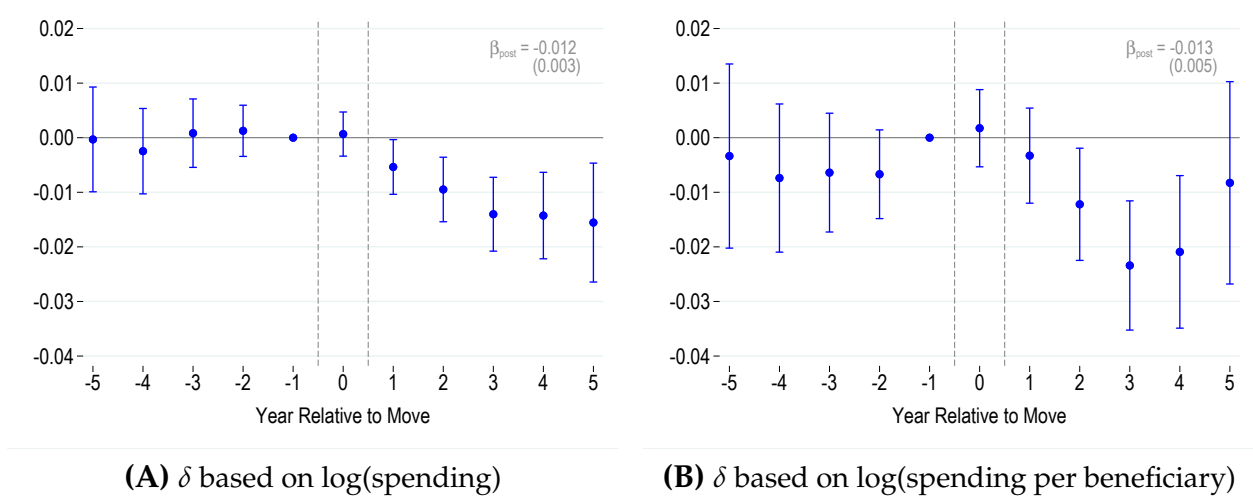 0.02
0.01
0.00
-0.01
-0.02
-0.03
-0.04
βpost = -0.012
(0.003)
-5 -4 -3 -2 -1 0 1 2 3 4 5
Year Relative to Move
(A) δ based on log(spending)
0.02
0.01
0.00
-0.01
-0.02
-0.03
-0.04
βpost = -0.013
(0.005)
-5 -4 -3 -2 -1 0 1 2 3 4 5
Year Relative to Move
(B) δ based on log(spending per beneficiary)